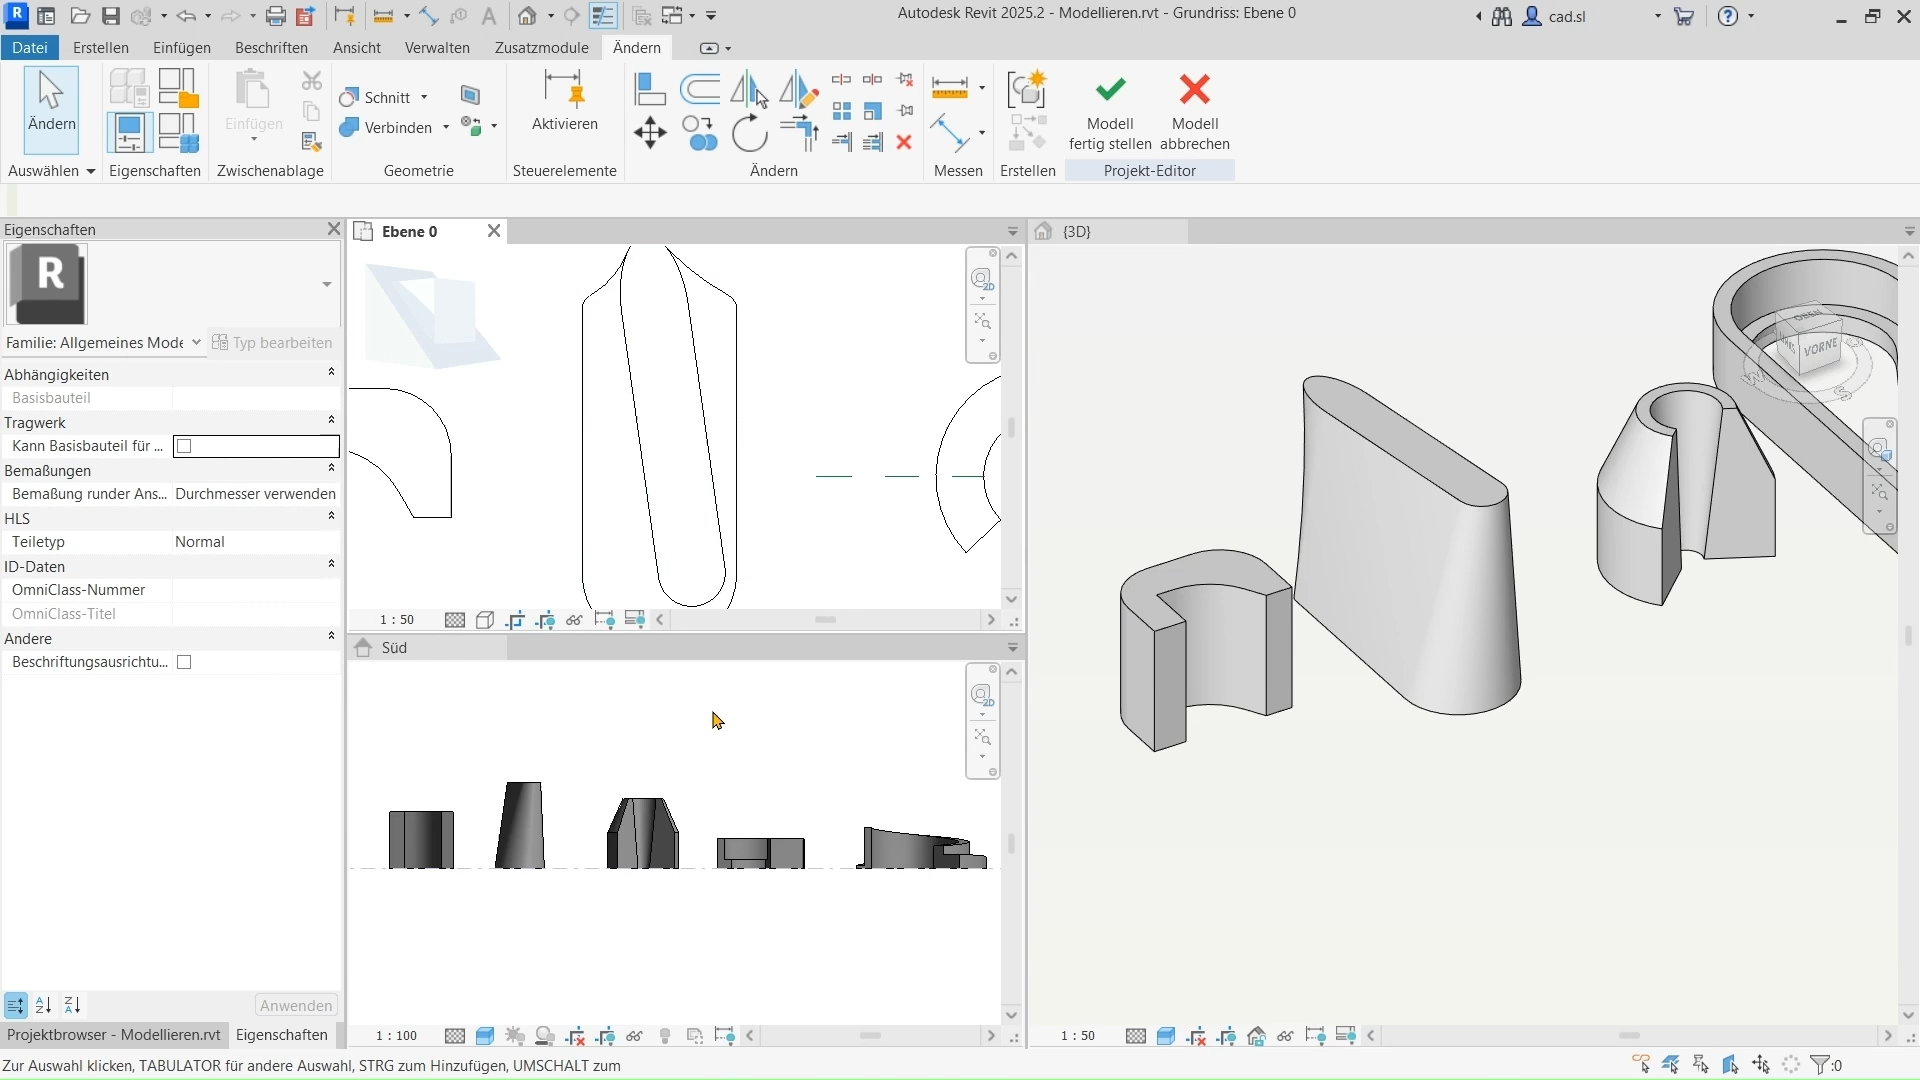 Autodesk Revit 2025.2 - Modellieren.rvt - Grundriss: Ebene 0
cad.sl
Datei
Erstellen
Einfügen
Beschriften
Ansicht
Verwalten
Zusatzmodule
Ändern
Ändern
Einfügen
Schnitt
Verbinden
Aktivieren
Modell
fertig stellen
Modell
abbrechen
Auswählen
Eigenschaften
Zwischenablage
Geometrie
Steuerelemente
Ändern
Messen
Erstellen
Projekt-Editor
Eigenschaften
R
Familie: Allgemeines Mode
Typ bearbeiten
Abhängigkeiten
Basisbauteil
Tragwerk
Kann Basisbauteil für ...
Bemaßungen
Bemaßung runder Ans...
Durchmesser verwenden
HLS
Teiletyp
Normal
ID-Daten
OmniClass-Nummer
OmniClass-Titel
Andere
Beschriftungsausrichtu...
Anwenden
Projektbrowser - Modellieren.rvt
Eigenschaften
Ebene 0
1 : 50
Süd
1 : 100
{3D}
OBEN
VORNE
W
S
1 : 50
Zur Auswahl klicken, TABULATOR für andere Auswahl, STRG zum Hinzufügen, UMSCHALT zum
:0